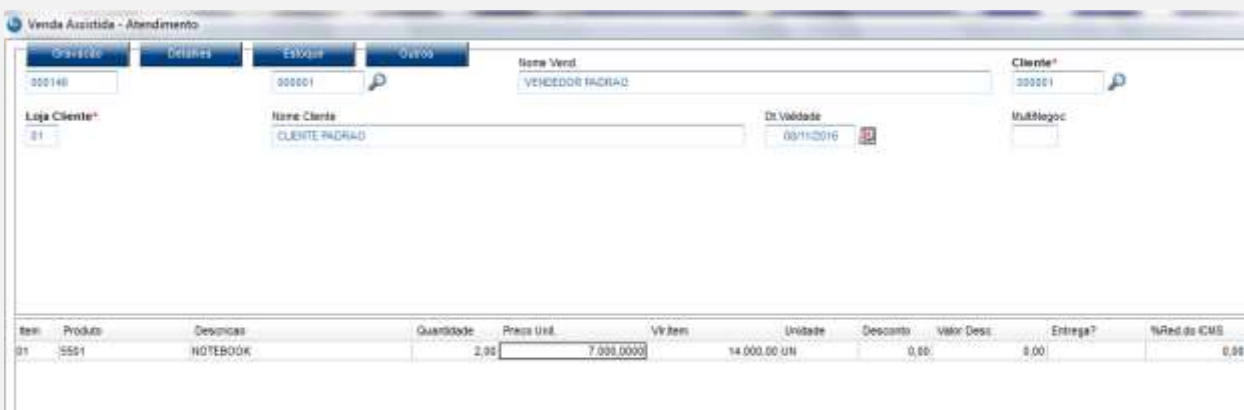 Venda Assistida - Atendimento
Gravação Detalhes Estoque Outros
Nome Vend. Cliente*
000001 VENDEDOR PADRAO 000001
Loja Cliente* Nome Cliente Dt.Validade MultiNegoc
01 CLIENTE PADRAO 08/11/2016
Item Produto Descricao Quantidade Preco Unit. Vlr.Item Unidade Desconto Valor Desc. Entrega? %Red.do ICMS
01 5501 NOTEBOOK 2,00 7.000,0000 14.000,00 UN 0,00 0,00 0,00